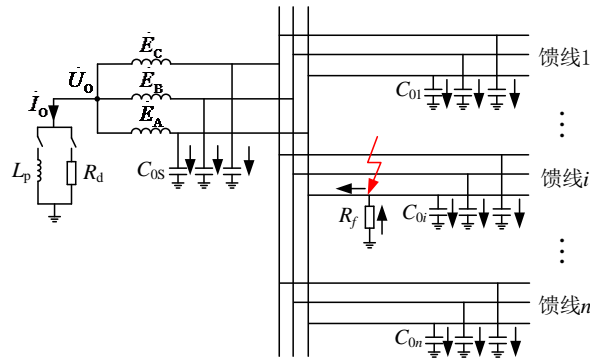 Ė_C
U̇_O
Ė_B
İ_O
Ė_A
L_p
R_d
C_0S
C_01
馈线1
⋮
馈线i
R_f
C_0i
⋮
馈线n
C_0n